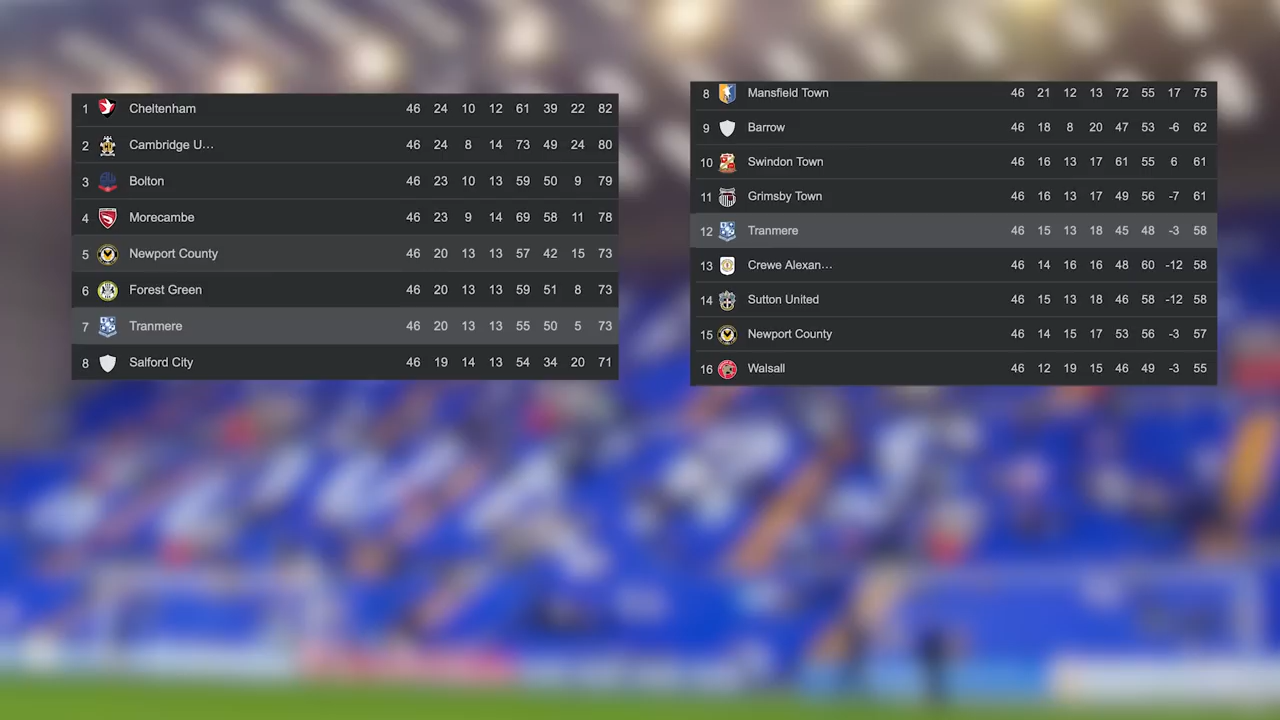 1 Cheltenham 46 24 10 12 61 39 22 82
2 Cambridge U... 46 24 8 14 73 49 24 80
3 Bolton 46 23 10 13 59 50 9 79
4 Morecambe 46 23 9 14 69 58 11 78
5 Newport County 46 20 13 13 57 42 15 73
6 Forest Green 46 20 13 13 59 51 8 73
7 Tranmere 46 20 13 13 55 50 5 73
8 Salford City 46 19 14 13 54 34 20 71
8 Mansfield Town 46 21 12 13 72 55 17 75
9 Barrow 46 18 8 20 47 53 -6 62
10 Swindon Town 46 16 13 17 61 55 6 61
11 Grimsby Town 46 16 13 17 49 56 -7 61
12 Tranmere 46 15 13 18 45 48 -3 58
13 Crewe Alexan... 46 14 16 16 48 60 -12 58
14 Sutton United 46 15 13 18 46 58 -12 58
15 Newport County 46 14 15 17 53 56 -3 57
16 Walsall 46 12 19 15 46 49 -3 55